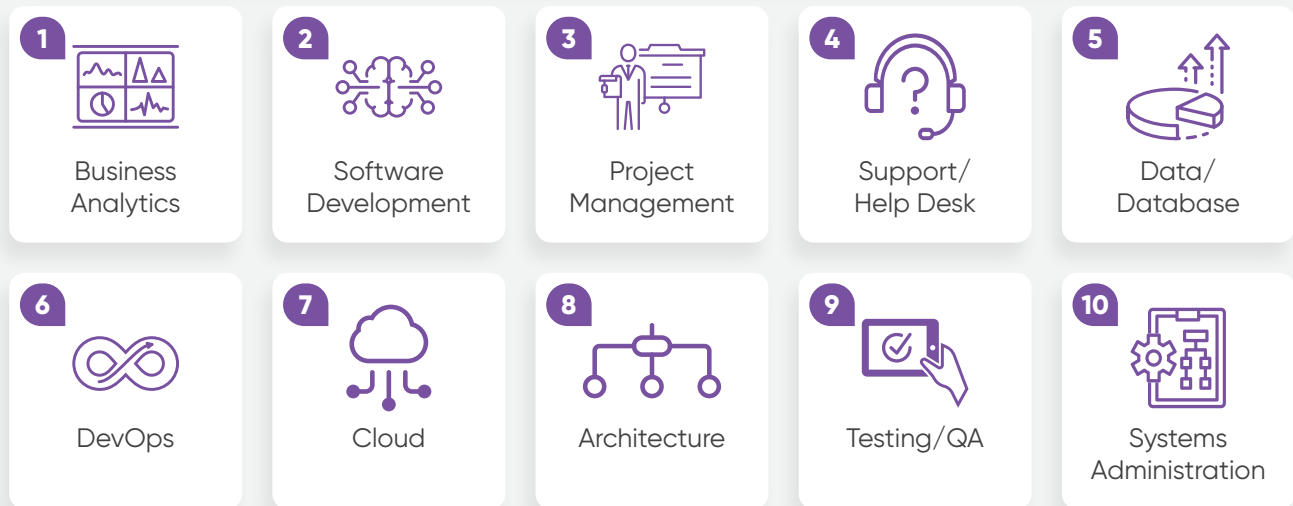 1
Business
Analytics
2
Software
Development
3
Project
Management
4
?
Support/
Help Desk
5
Data/
Database
6
DevOps
7
Cloud
8
Architecture
9
Testing/QA
10
Systems
Administration